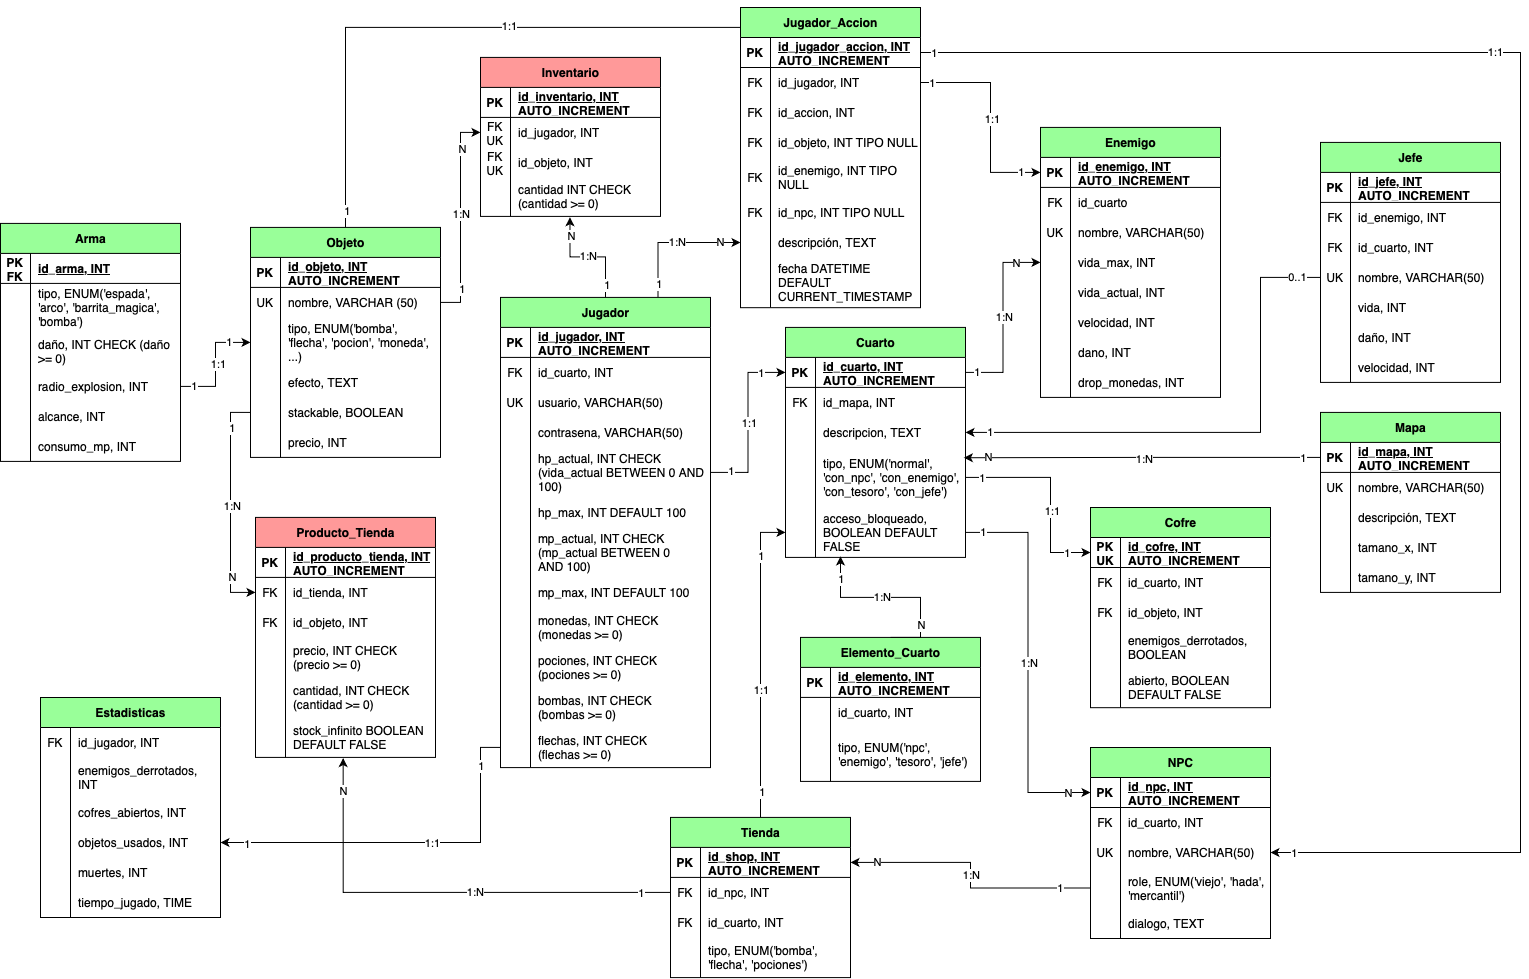 Jugador_Accion
PK
id_jugador_accion, INT
AUTO_INCREMENT
FK
id_jugador, INT
FK
id_accion, INT
FK
id_objeto, INT TIPO NULL
FK
id_enemigo, INT TIPO
NULL
FK
id_npc, INT TIPO NULL
descripción, TEXT
fecha DATETIME
DEFAULT
CURRENT_TIMESTAMP
1:1
1
1
1:1
1
1:1
1
Inventario
PK
id_inventario, INT
AUTO_INCREMENT
FK
UK
id_jugador, INT
FK
UK
id_objeto, INT
cantidad INT CHECK
(cantidad >= 0)
N
1:N
1
N
1:N
1
1:N
N
1
Enemigo
PK
id_enemigo, INT
AUTO_INCREMENT
FK
id_cuarto
UK
nombre, VARCHAR(50)
vida_max, INT
vida_actual, INT
velocidad, INT
dano, INT
drop_monedas, INT
N
1:N
1
Jefe
PK
id_jefe, INT
AUTO_INCREMENT
FK
id_enemigo, INT
FK
id_cuarto, INT
UK
nombre, VARCHAR(50)
vida, INT
daño, INT
velocidad, INT
0..1
1
Arma
PK
FK
id_arma, INT
tipo, ENUM('espada',
'arco', 'barrita_magica',
'bomba')
daño, INT CHECK (daño
>= 0)
radio_explosion, INT
alcance, INT
consumo_mp, INT
1
1:1
1
Objeto
PK
id_objeto, INT
AUTO_INCREMENT
UK
nombre, VARCHAR (50)
tipo, ENUM('bomba',
'flecha', 'pocion', 'moneda',
...)
efecto, TEXT
stackable, BOOLEAN
precio, INT
1
1:N
N
Jugador
PK
id_jugador, INT
AUTO_INCREMENT
FK
id_cuarto, INT
UK
usuario, VARCHAR(50)
contrasena, VARCHAR(50)
hp_actual, INT CHECK
(vida_actual BETWEEN 0 AND
100)
hp_max, INT DEFAULT 100
mp_actual, INT CHECK
(mp_actual BETWEEN 0
AND 100)
mp_max, INT DEFAULT 100
monedas, INT CHECK
(monedas >= 0)
pociones, INT CHECK
(pociones >= 0)
bombas, INT CHECK
(bombas >= 0)
flechas, INT CHECK
(flechas >= 0)
1
1:1
1
Cuarto
PK
id_cuarto, INT
AUTO_INCREMENT
FK
id_mapa, INT
descripcion, TEXT
tipo, ENUM('normal',
'con_npc', 'con_enemigo',
'con_tesoro', 'con_jefe')
acceso_bloqueado,
BOOLEAN DEFAULT
FALSE
N
1:N
1
1
1:1
1
1
1:N
N
1
1:N
N
1
1:1
1
Mapa
PK
id_mapa, INT
AUTO_INCREMENT
UK
nombre, VARCHAR(50)
descripción, TEXT
tamano_x, INT
tamano_y, INT
Cofre
PK
UK
id_cofre, INT
AUTO_INCREMENT
FK
id_cuarto, INT
FK
id_objeto, INT
enemigos_derrotados,
BOOLEAN
abierto, BOOLEAN
DEFAULT FALSE
Producto_Tienda
PK
id_producto_tienda, INT
AUTO_INCREMENT
FK
id_tienda, INT
FK
id_objeto, INT
precio, INT CHECK
(precio >= 0)
cantidad, INT CHECK
(cantidad >= 0)
stock_infinito BOOLEAN
DEFAULT FALSE
Elemento_Cuarto
PK
id_elemento, INT
AUTO_INCREMENT
id_cuarto, INT
tipo, ENUM('npc',
'enemigo', 'tesoro', 'jefe')
Estadisticas
FK
id_jugador, INT
enemigos_derrotados,
INT
cofres_abiertos, INT
objetos_usados, INT
muertes, INT
tiempo_jugado, TIME
1
1:1
1
N
1:N
1
Tienda
PK
id_shop, INT
AUTO_INCREMENT
FK
id_npc, INT
FK
id_cuarto, INT
tipo, ENUM('bomba',
'flecha', 'pociones')
N
1:N
1
NPC
PK
id_npc, INT
AUTO_INCREMENT
FK
id_cuarto, INT
UK
nombre, VARCHAR(50)
role, ENUM('viejo', 'hada',
'mercantil')
dialogo, TEXT
1